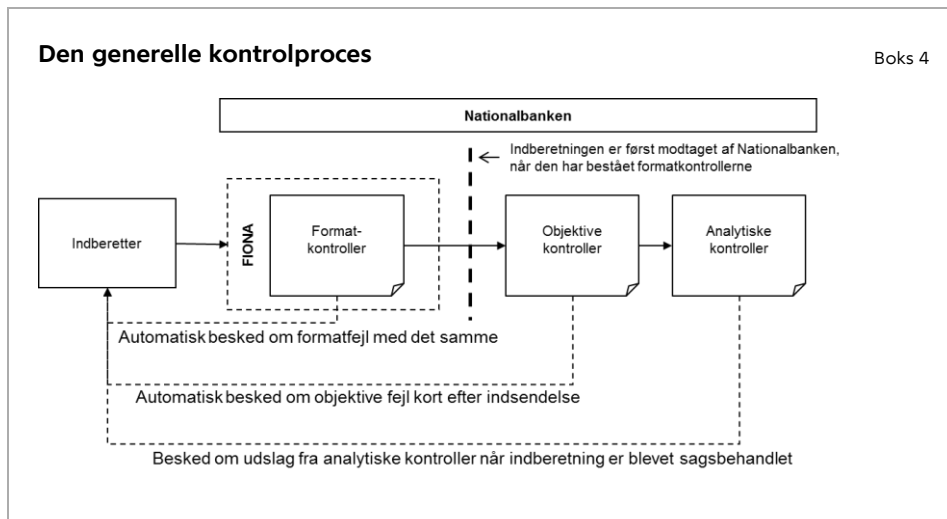 Den generelle kontrolproces
Boks 4
Nationalbanken
Indberetningen er først modtaget af Nationalbanken,
når den har bestået formatkontrollerne
Indberetter
FIONA
Format-
kontroller
Objektive
kontroller
Analytiske
kontroller
Automatisk besked om formatfejl med det samme
Automatisk besked om objektive fejl kort efter indsendelse
Besked om udslag fra analytiske kontroller når indberetning er blevet sagsbehandlet